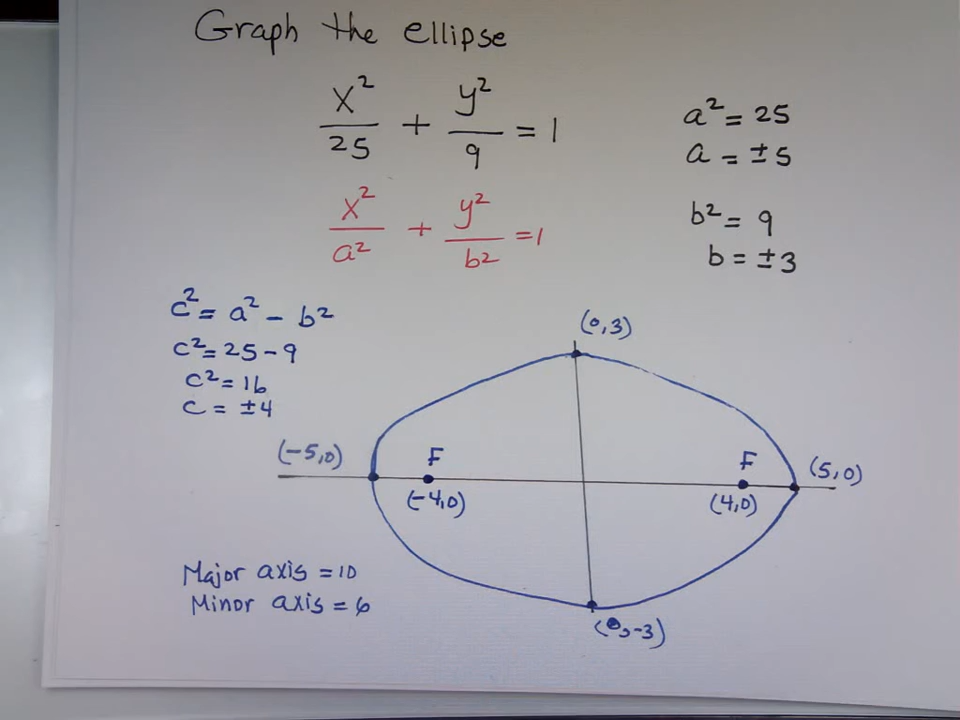 Graph the ellipse
x²/25 + y²/9 = 1
a² = 25
a = ±5
x²/a² + y²/b² = 1
b² = 9
b = ±3
c² = a² - b²
c² = 25 - 9
c² = 16
c = ±4
(0,3)
(-5,0)
F
F
(5,0)
(-4,0)
(4,0)
Major axis = 10
Minor axis = 6
(0,-3)